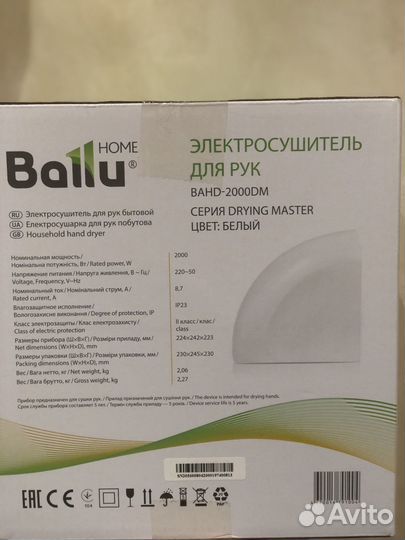 HOME
Ballu®
ЭЛЕКТРОСУШИТЕЛЬ
ДЛЯ РУК
BAHD-2000DM
СЕРИЯ DRYING MASTER
ЦВЕТ: БЕЛЫЙ
RU Электросушитель для рук бытовой
UA Електросушарка для рук побутова
GB Household hand dryer
Номинальная мощность / Номінальна потужність, Вт / Rated power, W 2000
Напряжение питания / Напруга живлення, В ~ Гц / Voltage, Frequency, V~Hz 220~50
Номинальный ток / Номінальний струм, А / Rated current, A 8,7
Влагозащитное исполнение / Вологозахисне виконання / Degree of protection, IP IP23
Класс электрозащиты / Клас електрозахисту / Class of electric protection II класс / клас / class
Размеры прибора (Ш×В×Г) / Розміри приладу, мм / Net dimensions (W×H×D), mm 224x242x223
Размеры упаковки (Ш×В×Г) / Розміри упаковки, мм / Packing dimensions (W×H×D), mm 230x245x230
Вес / Вага нетто, кг / Net weight, kg 2,06
Вес / Вага брутто, кг / Gross weight, kg 2,27
Прибор предназначен для сушки рук. / Прилад призначений для сушіння рук. / The device is intended for drying hands.
Срок службы прибора составляет 5 лет. / Термін служби приладу — 5 років. / Device service life is 5 years.
EAC CE
Avito